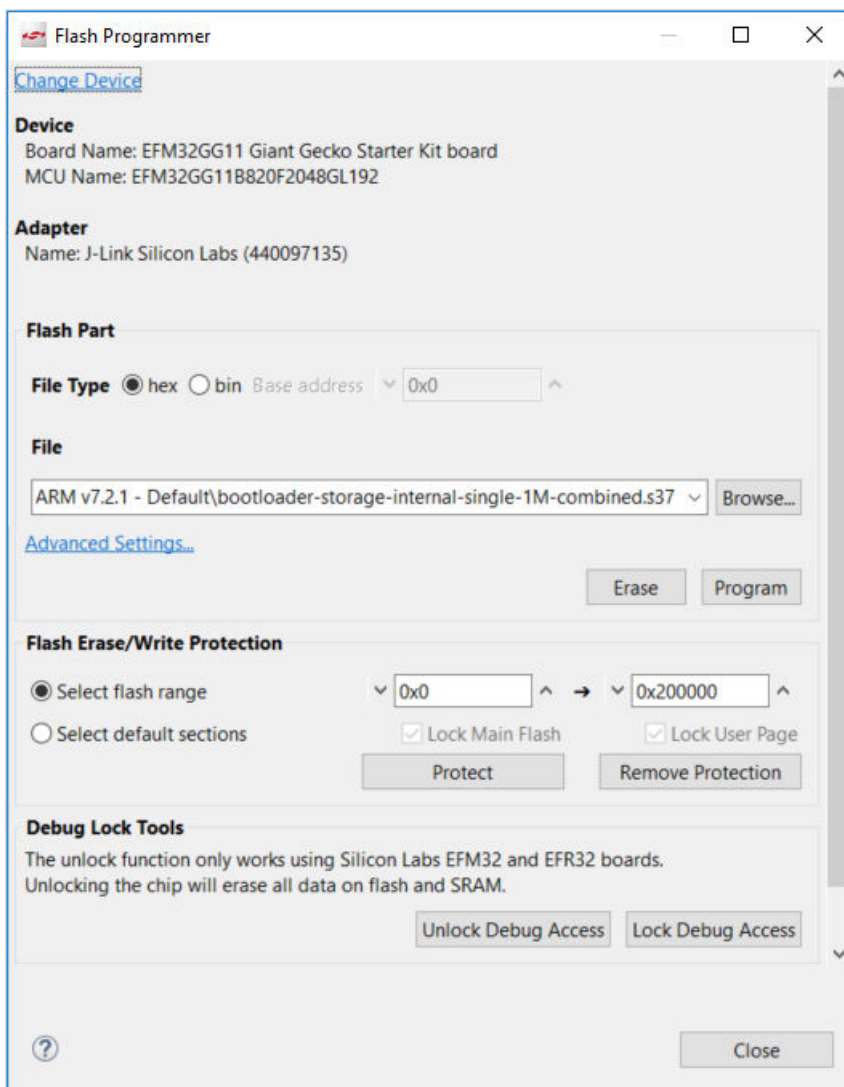 Flash Programmer
Change Device
Device
Board Name: EFM32GG11 Giant Gecko Starter Kit board
MCU Name: EFM32GG11B820F2048GL192
Adapter
Name: J-Link Silicon Labs (440097135)
Flash Part
File Type hex bin Base address 0x0
File
ARM v7.2.1 - Default\bootloader-storage-internal-single-1M-combined.s37 Browse...
Advanced Settings...
Erase Program
Flash Erase/Write Protection
Select flash range 0x0 → 0x200000
Select default sections Lock Main Flash Lock User Page
Protect Remove Protection
Debug Lock Tools
The unlock function only works using Silicon Labs EFM32 and EFR32 boards.
Unlocking the chip will erase all data on flash and SRAM.
Unlock Debug Access Lock Debug Access
? Close